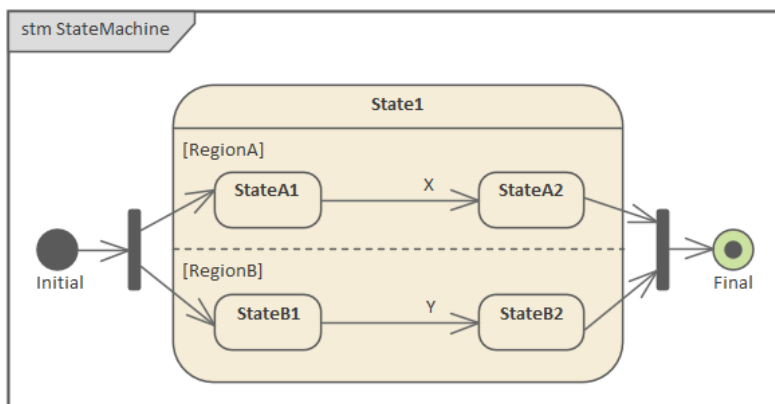 stm StateMachine
State1
[RegionA]
StateA1
X
StateA2
Initial
[RegionB]
StateB1
Y
StateB2
Final